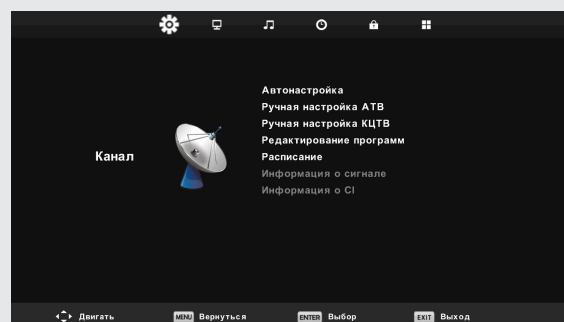 Автонастройка
Ручная настройка АТВ
Ручная настройка КЦТВ
Редактирование программ
Канал
Расписание
Информация о сигнале
Информация о CI
Двигать
MENU Вернуться
ENTER Выбор
EXIT Выход